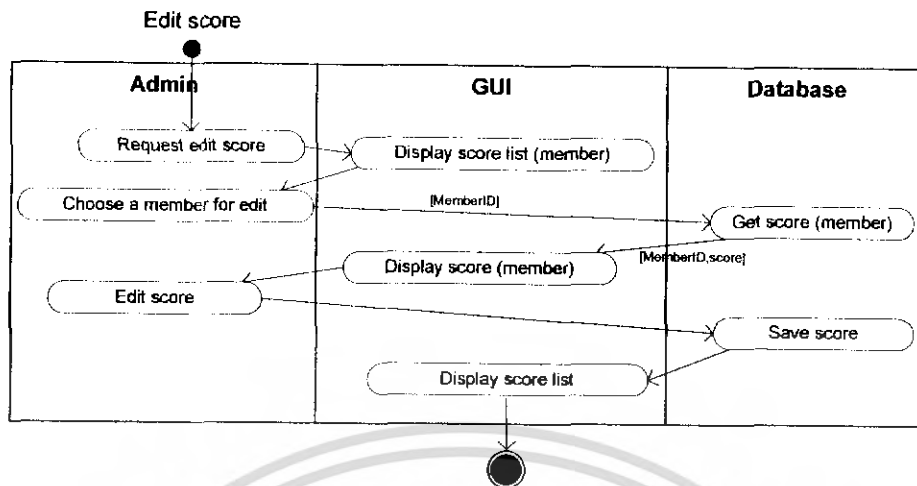 Edit score
Admin
GUI
Database
Request edit score
Display score list (member)
Choose a member for edit
[MemberID]
Get score (member)
[MemberID,score]
Display score (member)
Edit score
Save score
Display score list